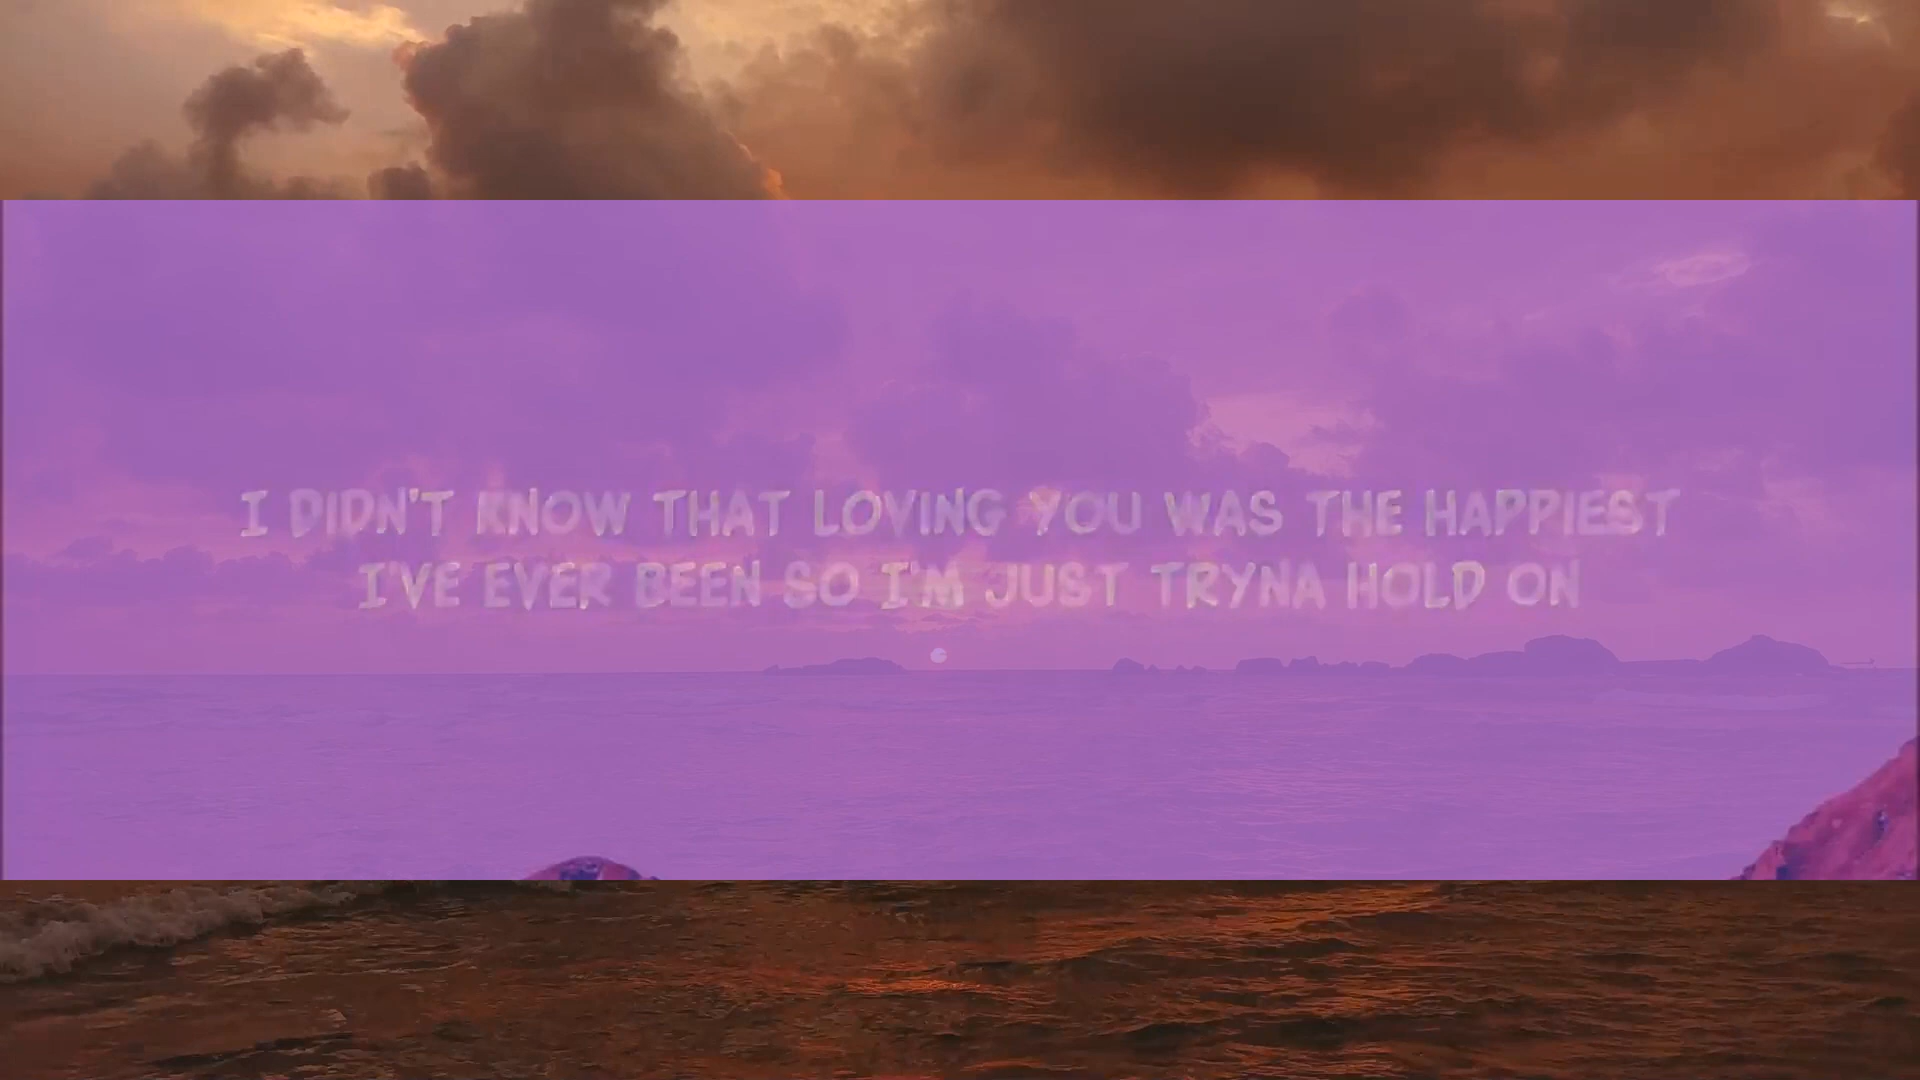 I DIDN'T KNOW THAT LOVING YOU WAS THE HAPPIEST
I'VE EVER BEEN SO I'M JUST TRYNA HOLD ON